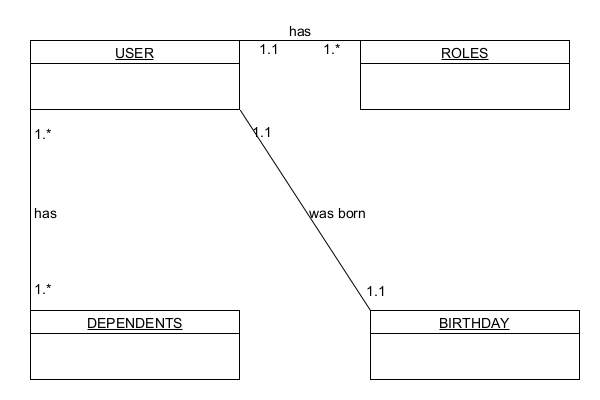 has
USER
1.1
1.*
ROLES
1.*
1.1
has
was born
1.*
1.1
DEPENDENTS
BIRTHDAY